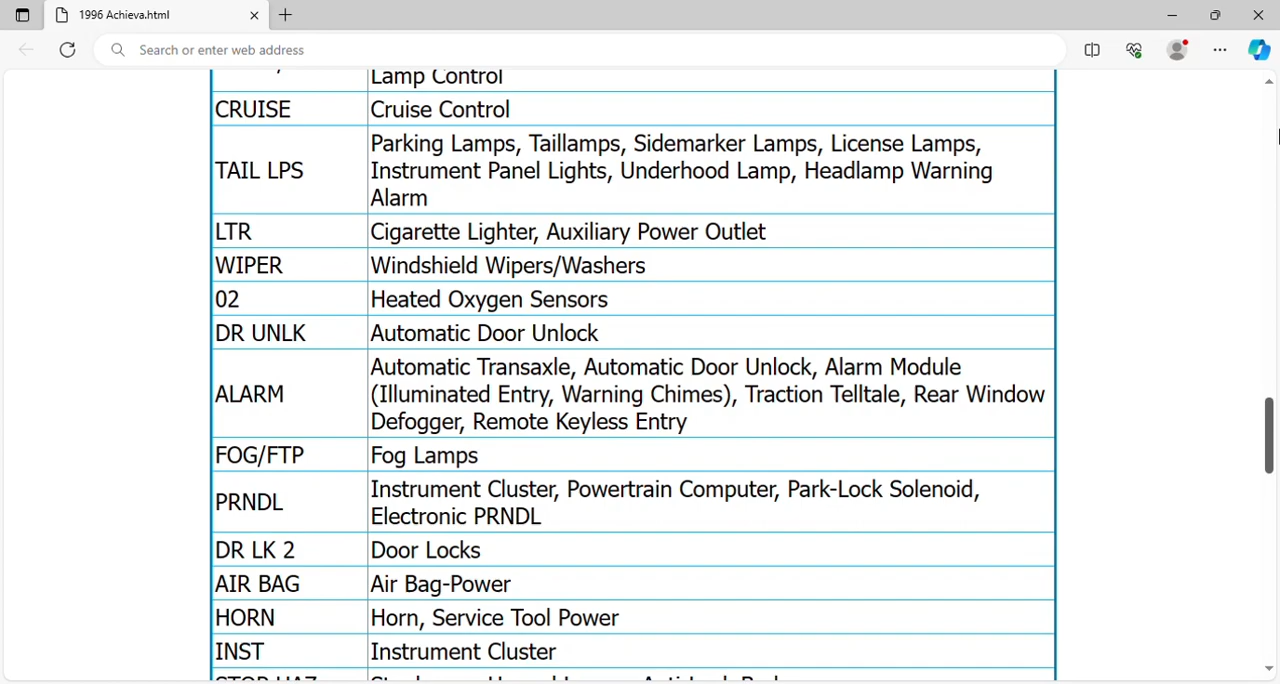 1996 Achieva.html
Search or enter web address
Lamp Control
CRUISE Cruise Control
TAIL LPS Parking Lamps, Taillamps, Sidemarker Lamps, License Lamps,
Instrument Panel Lights, Underhood Lamp, Headlamp Warning
Alarm
LTR Cigarette Lighter, Auxiliary Power Outlet
WIPER Windshield Wipers/Washers
02 Heated Oxygen Sensors
DR UNLK Automatic Door Unlock
ALARM Automatic Transaxle, Automatic Door Unlock, Alarm Module
(Illuminated Entry, Warning Chimes), Traction Telltale, Rear Window
Defogger, Remote Keyless Entry
FOG/FTP Fog Lamps
PRNDL Instrument Cluster, Powertrain Computer, Park-Lock Solenoid,
Electronic PRNDL
DR LK 2 Door Locks
AIR BAG Air Bag-Power
HORN Horn, Service Tool Power
INST Instrument Cluster